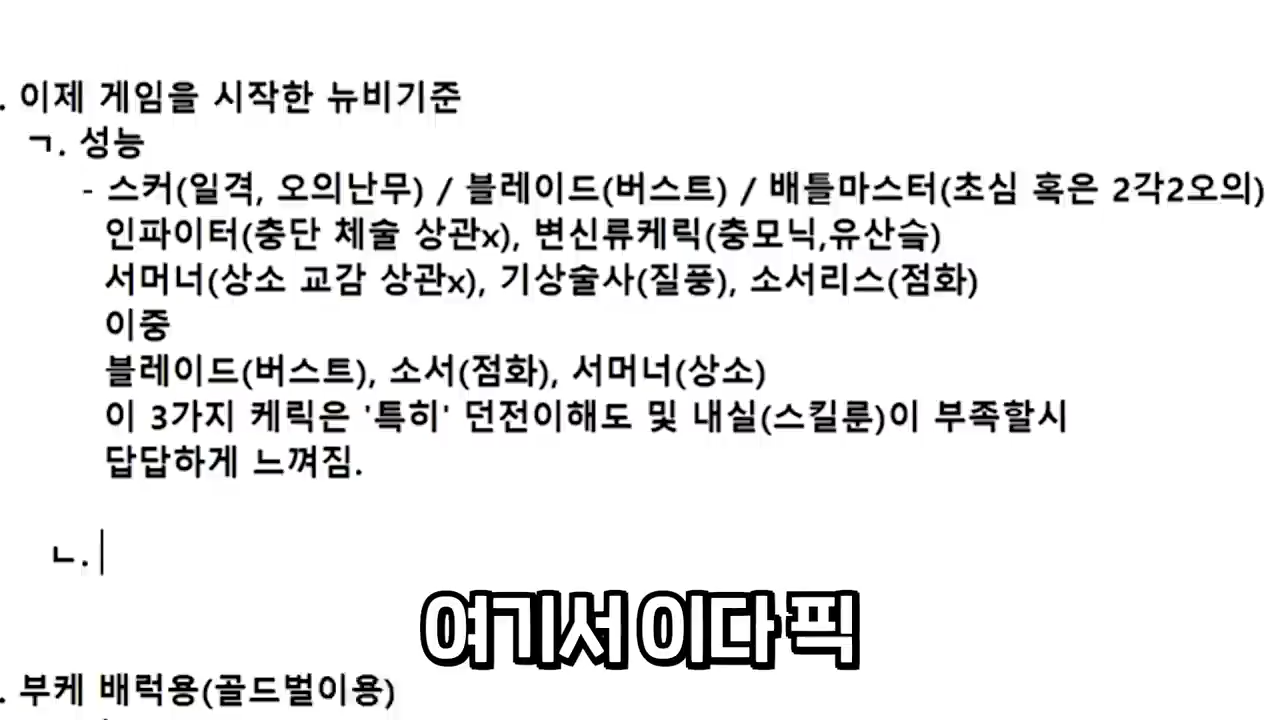 . 이제 게임을 시작한 뉴비기준
ㄱ. 성능
- 스커(일격, 오의난무) / 블레이드(버스트) / 배틀마스터(초심 혹은 2각2오의)
인파이터(충단 체술 상관x), 변신류케릭(충모닉,유산슬)
서머너(상소 교감 상관x), 기상술사(질풍), 소서리스(점화)
이중
블레이드(버스트), 소서(점화), 서머너(상소)
이 3가지 케릭은 '특히' 던전이해도 및 내실(스킬룬)이 부족할시
답답하게 느껴짐.
ㄴ.
여기서 이다 픽
. 부케 배럭용(골드벌이용)